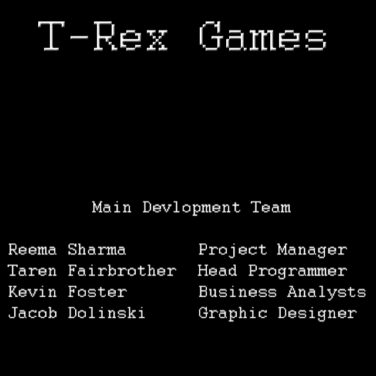 T-Rex Games
Main Devlopment Team
Reema Sharma Project Manager
Taren Fairbrother Head Programmer
Kevin Foster Business Analysts
Jacob Dolinski Graphic Designer